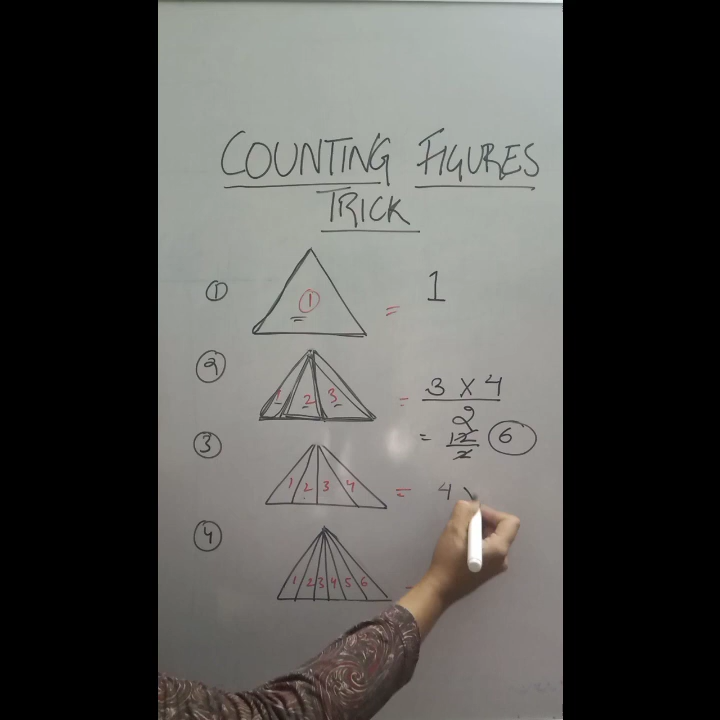 COUNTING FIGURES
TRICK
① ① = 1
② 1 2 3 = 3 X 4
2
= 12 ⑥
2
③ 1 2 3 4 = 4
④ 1 2 3 4 5 6